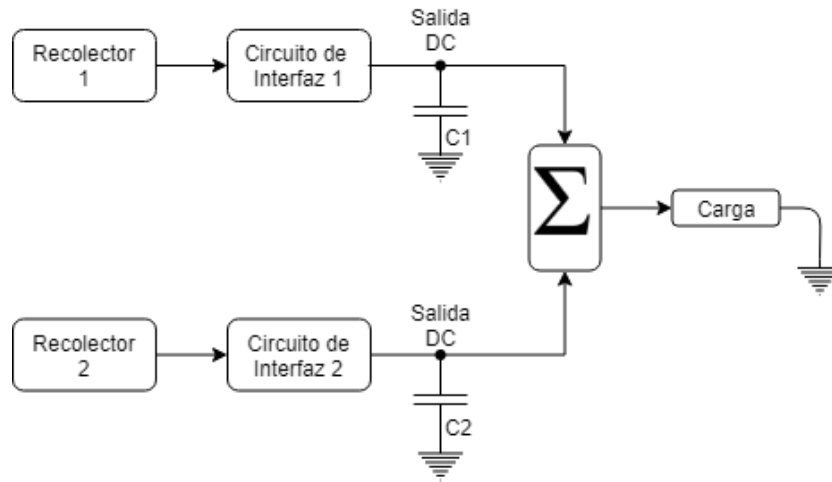 Salida
DC
Recolector
1
Circuito de
Interfaz 1
C1
Σ
Carga
Salida
DC
Recolector
2
Circuito de
Interfaz 2
C2